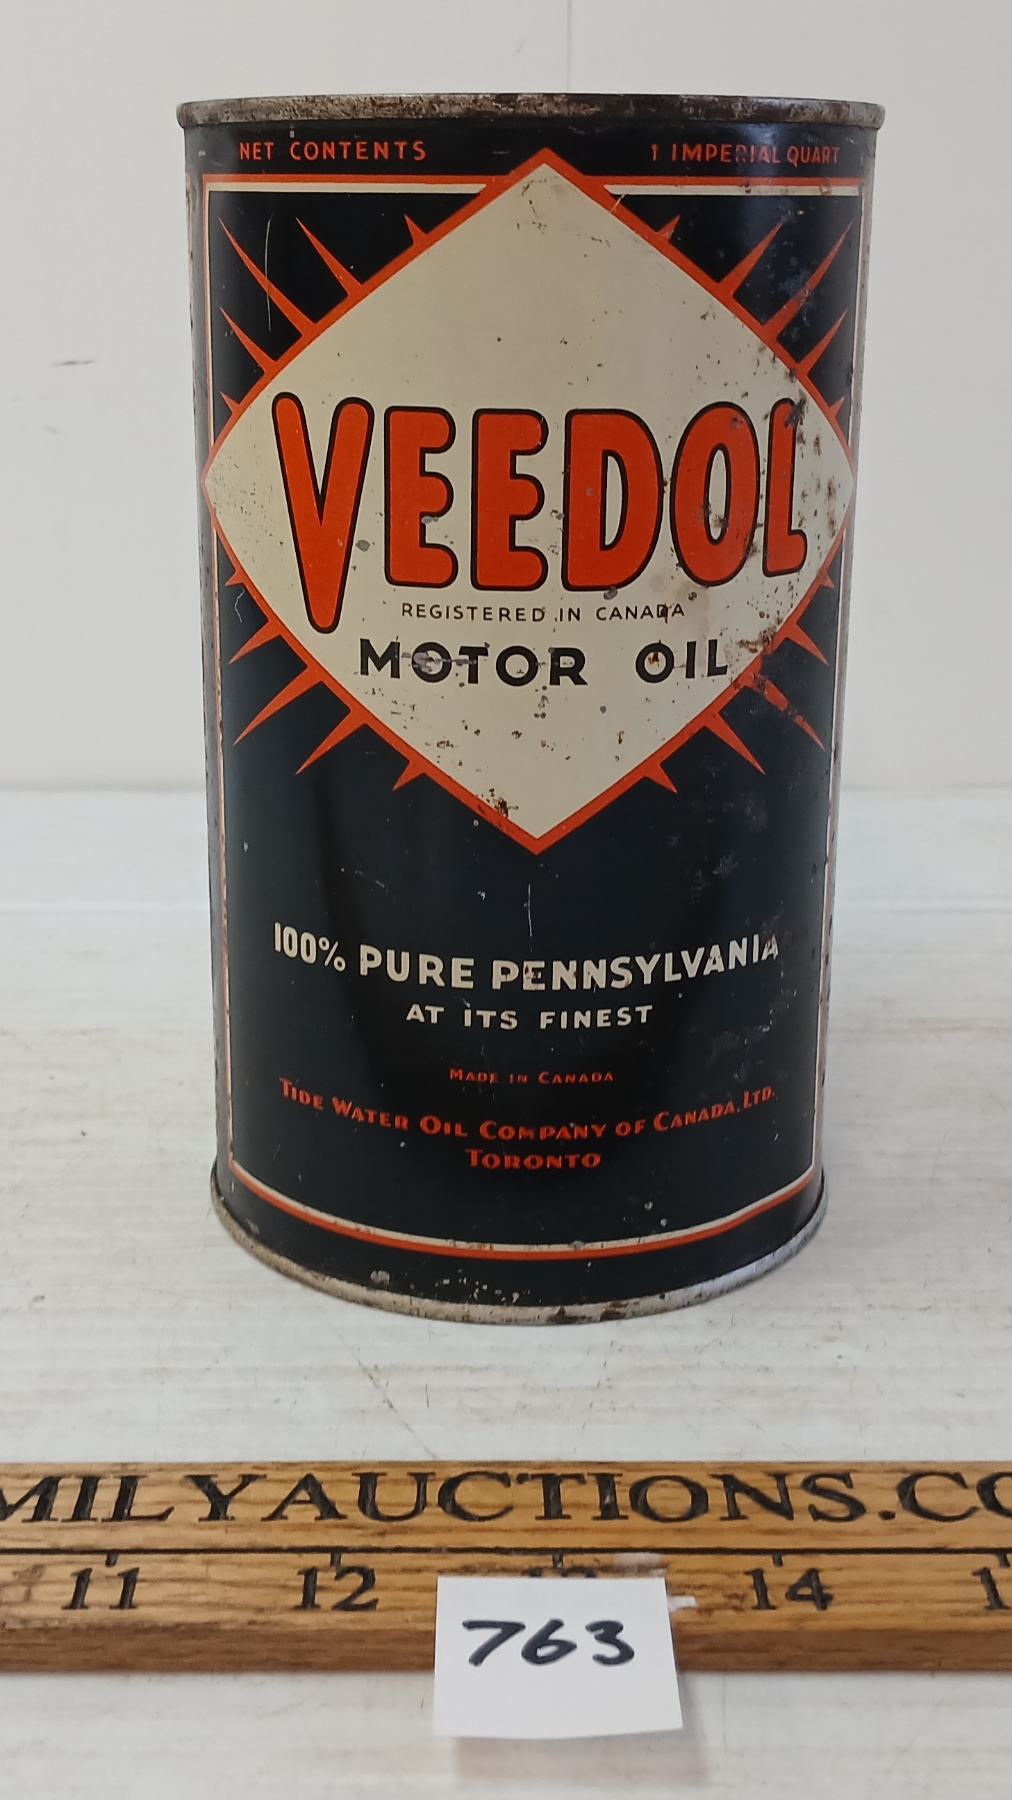 NET CONTENTS 1 IMPERIAL QUART
VEEDOL
REGISTERED IN CANADA
MOTOR OIL
100% PURE PENNSYLVANIA
AT ITS FINEST
MADE IN CANADA
TIDE WATER OIL COMPANY OF CANADA, LTD.
TORONTO
MILYAUCTIONS.CO
11 12 14
763